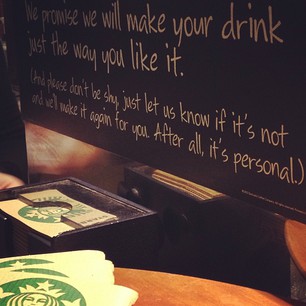 We promise we will make your drink
just the way you like it.
(And please don't be shy, just let us know if it's not
and we'll make it again for you. After all, it's personal.)